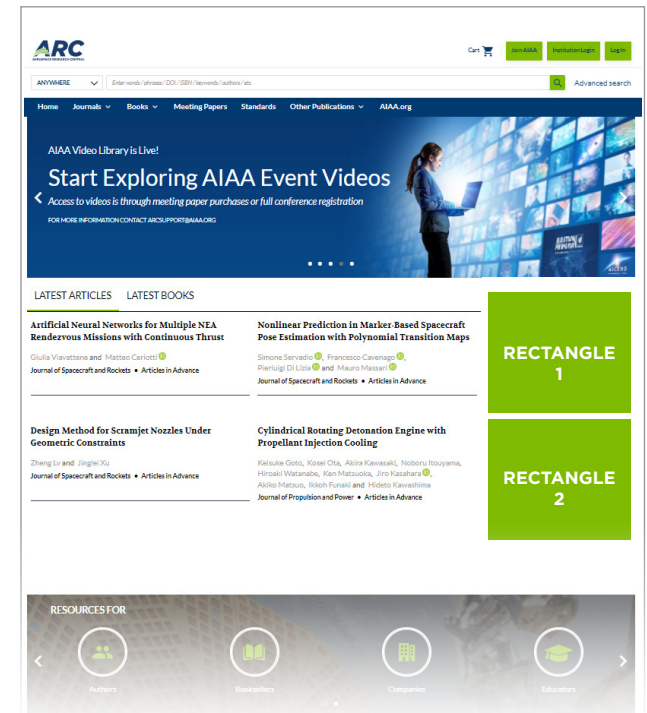 ARC
AEROSPACE RESEARCH CENTRAL
Cart
Join AIAA
Institution Login
Log In
ANYWHERE
Enter words / phrases / DOI / ISBN / keywords / authors / etc
Advanced search
Home Journals Books Meeting Papers Standards Other Publications AIAA.org
AIAA Video Library is Live!
Start Exploring AIAA Event Videos
Access to videos is through meeting paper purchases or full conference registration
FOR MORE INFORMATION CONTACT ARCSUPPORT@AIAA.ORG
ASCEND
LATEST ARTICLES LATEST BOOKS
Artificial Neural Networks for Multiple NEA
Rendezvous Missions with Continuous Thrust
Giulia Viavattene and Matteo Ceriotti
Journal of Spacecraft and Rockets • Articles in Advance
Nonlinear Prediction in Marker-Based Spacecraft
Pose Estimation with Polynomial Transition Maps
Simone Servadio, Francesco Cavenago,
Pierluigi Di Lizia and Mauro Massari
Journal of Spacecraft and Rockets • Articles in Advance
RECTANGLE
1
Design Method for Scramjet Nozzles Under
Geometric Constraints
Zheng Lv and Jinglei Xu
Journal of Spacecraft and Rockets • Articles in Advance
Cylindrical Rotating Detonation Engine with
Propellant Injection Cooling
Keisuke Goto, Kosei Ota, Akira Kawasaki, Noboru Itouyama,
Hiroaki Watanabe, Ken Matsuoka, Jiro Kasahara,
Akiko Matsuo, Ikkoh Funaki and Hideto Kawashima
Journal of Propulsion and Power • Articles in Advance
RECTANGLE
2
RESOURCES FOR
Authors
Booksellers
Companies
Educators